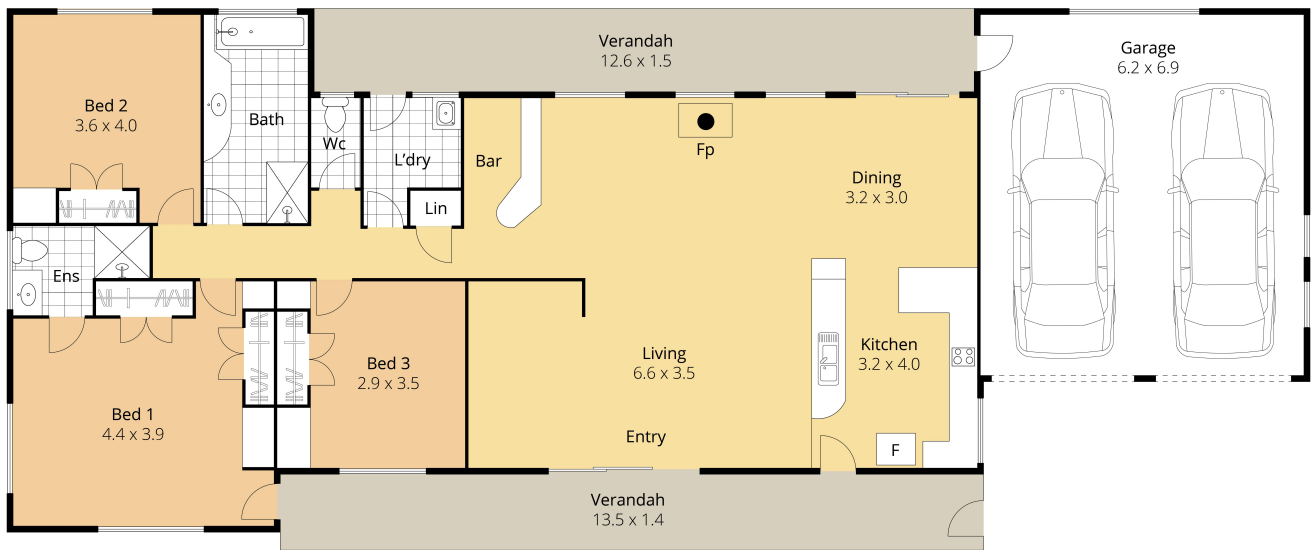 Verandah
12.6 x 1.5
Garage
6.2 x 6.9
Bed 2
3.6 x 4.0
Bath
Wc
L’dry
Bar
Fp
Dining
3.2 x 3.0
Lin
Ens
Bed 3
2.9 x 3.5
Living
6.6 x 3.5
Kitchen
3.2 x 4.0
Bed 1
4.4 x 3.9
Entry
F
Verandah
13.5 x 1.4